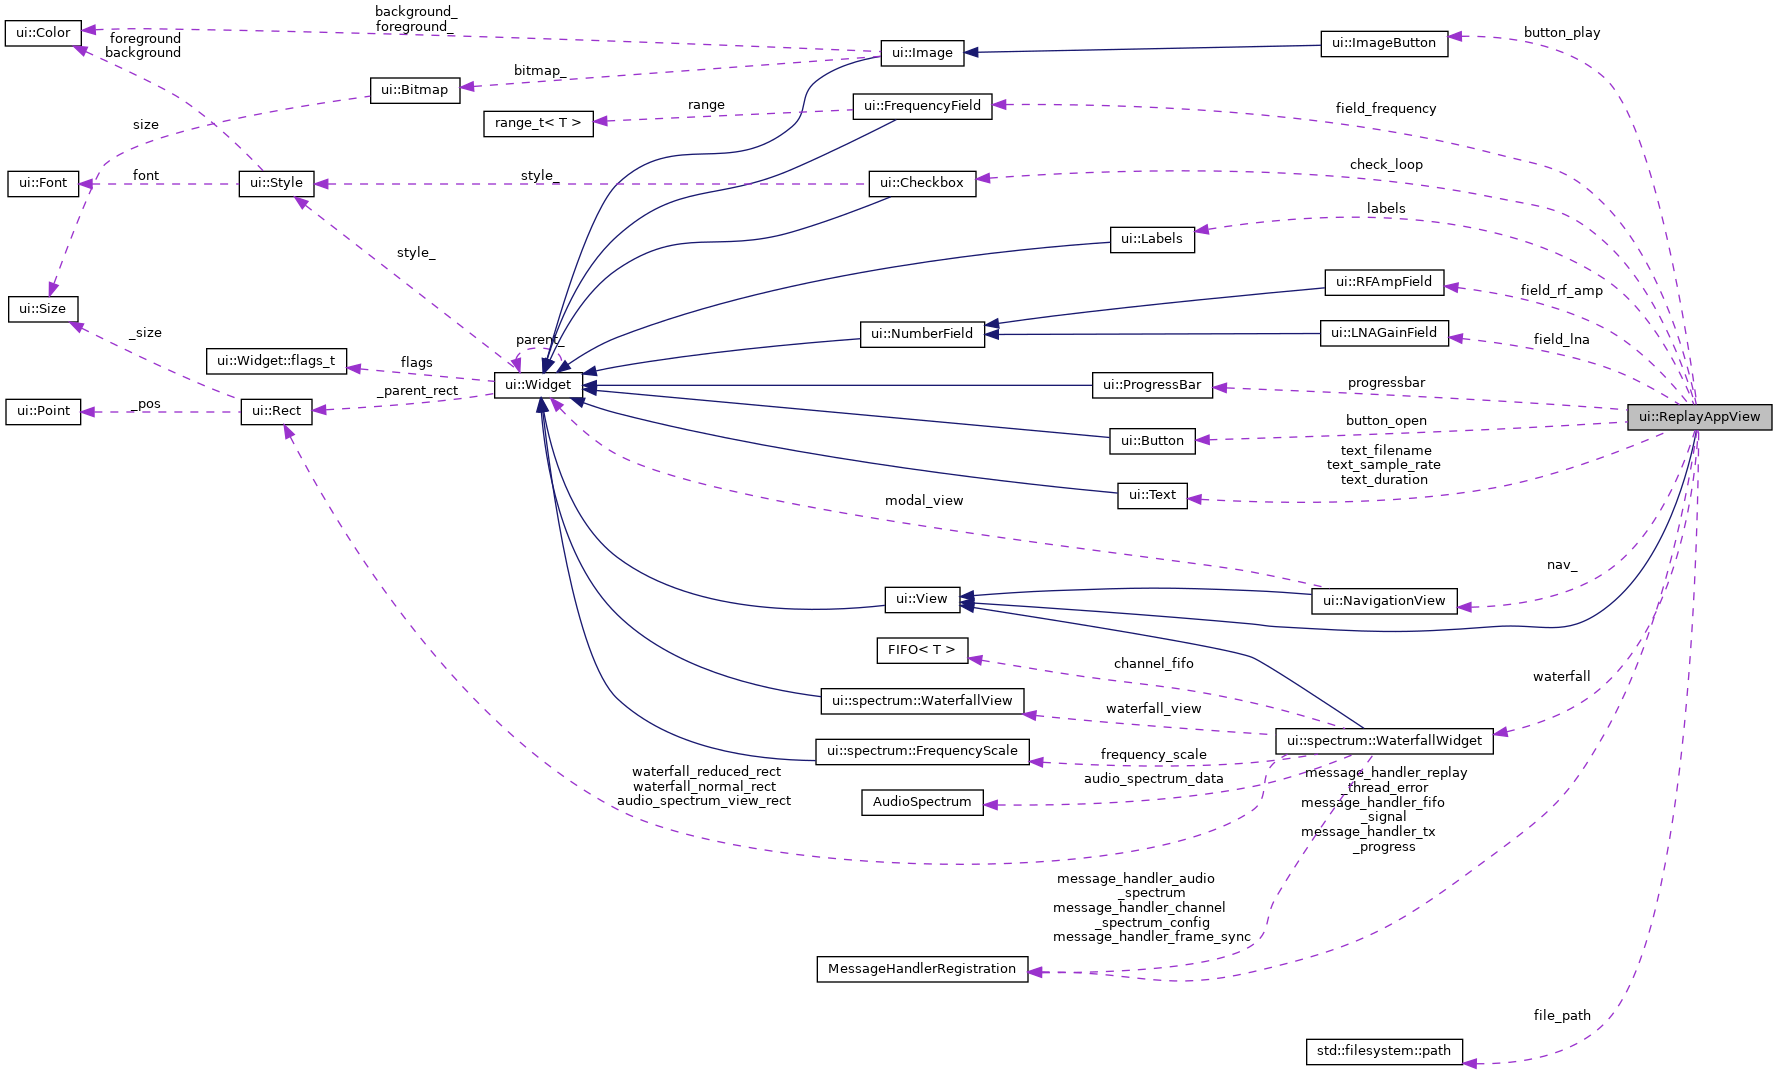 background_
foreground_
ui::Color
foreground
background
ui::Image
ui::ImageButton
button_play
bitmap_
ui::Bitmap
range
ui::FrequencyField
field_frequency
size
range_t< T >
check_loop
ui::Font
font
ui::Style
style_
ui::Checkbox
labels
ui::Labels
style_
ui::RFAmpField
field_rf_amp
ui::Size
_size
parent_
ui::NumberField
ui::LNAGainField
field_lna
ui::Widget::flags_t
flags
ui::Widget
ui::ProgressBar
progressbar
_parent_rect
ui::Point
_pos
ui::Rect
ui::ReplayAppView
button_open
ui::Button
text_filename
text_sample_rate
text_duration
ui::Text
modal_view
nav_
ui::View
ui::NavigationView
FIFO< T >
channel_fifo
waterfall
ui::spectrum::WaterfallView
waterfall_view
ui::spectrum::WaterfallWidget
ui::spectrum::FrequencyScale
frequency_scale
waterfall_reduced_rect
waterfall_normal_rect
audio_spectrum_view_rect
audio_spectrum_data
AudioSpectrum
message_handler_replay
_thread_error
message_handler_fifo
_signal
message_handler_tx
_progress
message_handler_audio
_spectrum
message_handler_channel
_spectrum_config
message_handler_frame_sync
MessageHandlerRegistration
file_path
std::filesystem::path